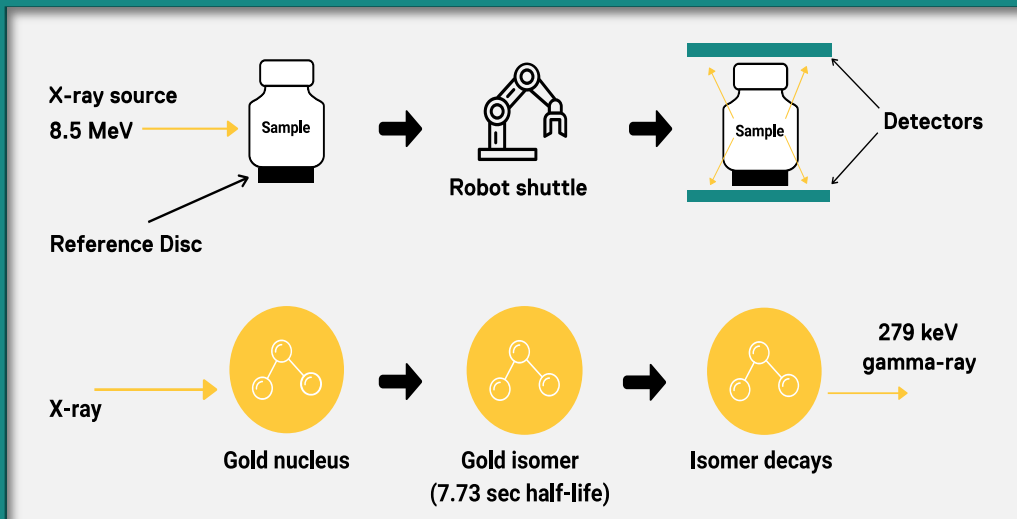 X-ray source
8.5 MeV
Sample
Reference Disc
Robot shuttle
Sample
Detectors
X-ray
Gold nucleus
Gold isomer
(7.73 sec half-life)
Isomer decays
279 keV
gamma-ray